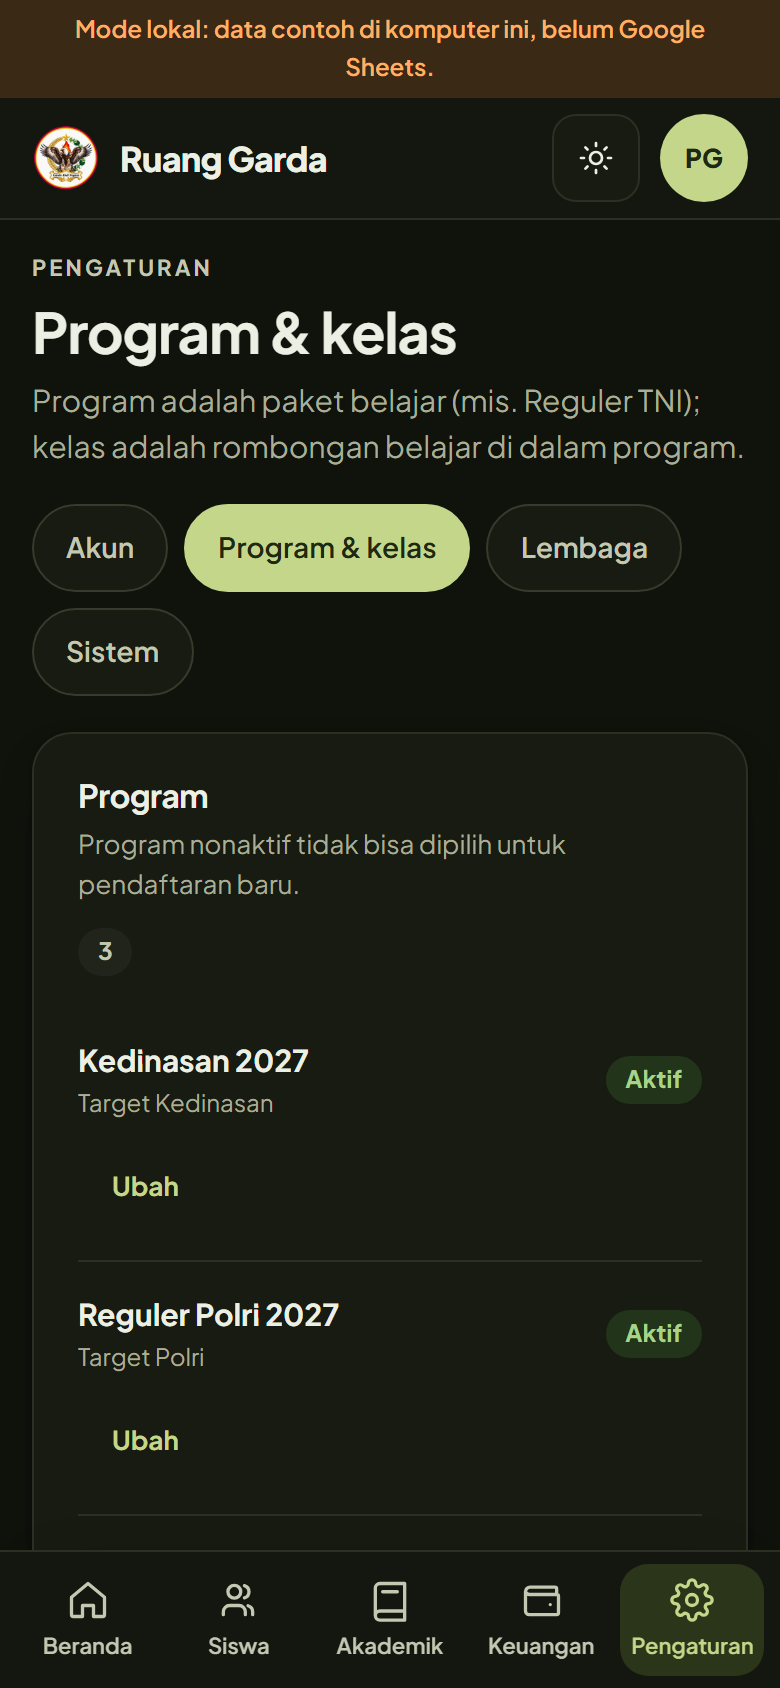 Mode lokal: data contoh di komputer ini, belum Google
Sheets.
Ruang Garda
PG
PENGATURAN
Program & kelas
Program adalah paket belajar (mis. Reguler TNI);
kelas adalah rombongan belajar di dalam program.
Akun
Program & kelas
Lembaga
Sistem
Program
Program nonaktif tidak bisa dipilih untuk
pendaftaran baru.
3
Kedinasan 2027
Aktif
Target Kedinasan
Ubah
Reguler Polri 2027
Aktif
Target Polri
Ubah
Beranda
Siswa
Akademik
Keuangan
Pengaturan